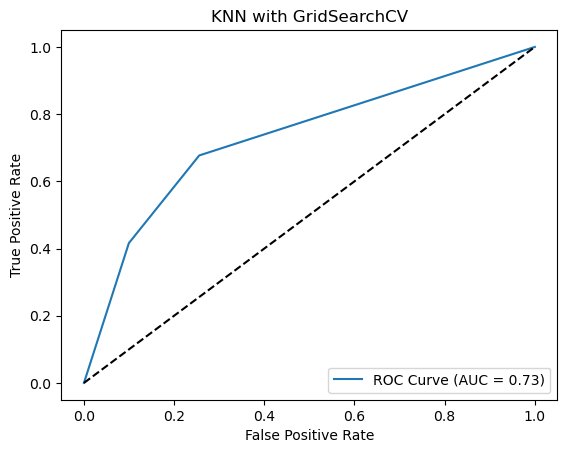 KNN with GridSearchCV
True Positive Rate
1.0
0.8
0.6
0.4
0.2
0.0
ROC Curve (AUC = 0.73)
0.0 0.2 0.4 0.6 0.8 1.0
False Positive Rate